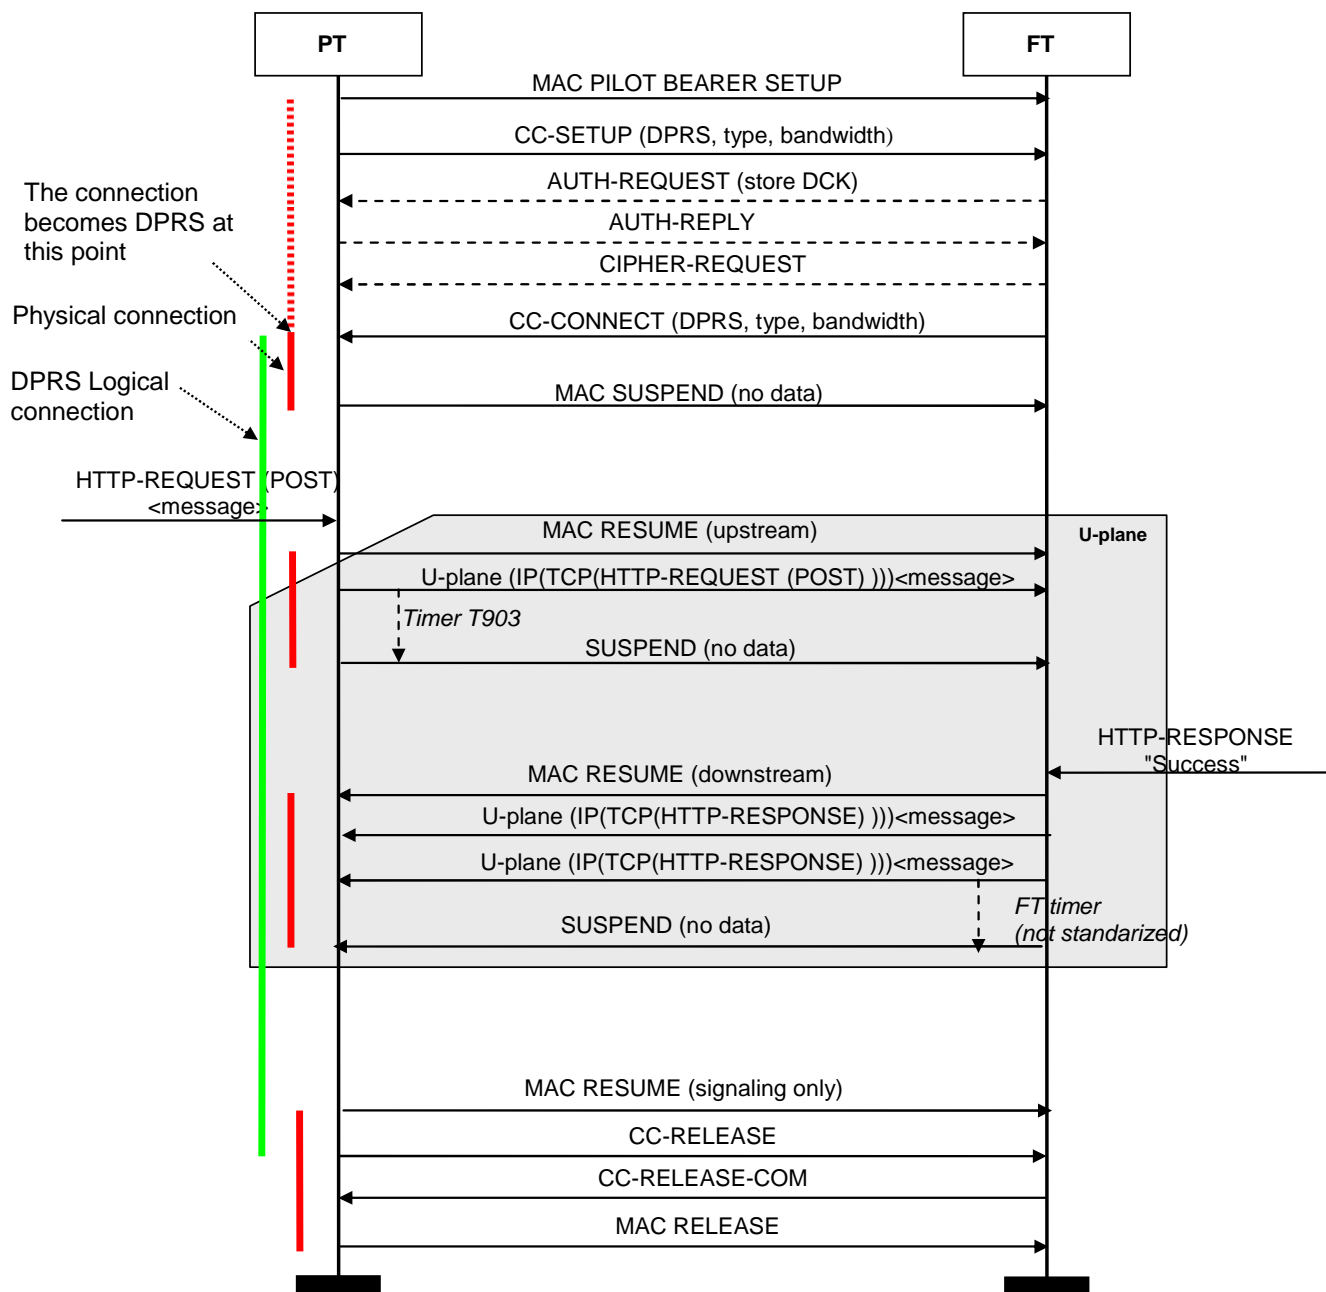 PT
FT
MAC PILOT BEARER SETUP
CC-SETUP (DPRS, type, bandwidth)
AUTH-REQUEST (store DCK)
The connection
becomes DPRS at
this point
AUTH-REPLY
CIPHER-REQUEST
Physical connection
CC-CONNECT (DPRS, type, bandwidth)
DPRS Logical
connection
MAC SUSPEND (no data)
HTTP-REQUEST (POST)
<message>
MAC RESUME (upstream)
U-plane
U-plane (IP(TCP(HTTP-REQUEST (POST) )))<message>
Timer T903
SUSPEND (no data)
HTTP-RESPONSE
"Success"
MAC RESUME (downstream)
U-plane (IP(TCP(HTTP-RESPONSE) )))<message>
U-plane (IP(TCP(HTTP-RESPONSE) )))<message>
FT timer
(not standarized)
SUSPEND (no data)
MAC RESUME (signaling only)
CC-RELEASE
CC-RELEASE-COM
MAC RELEASE